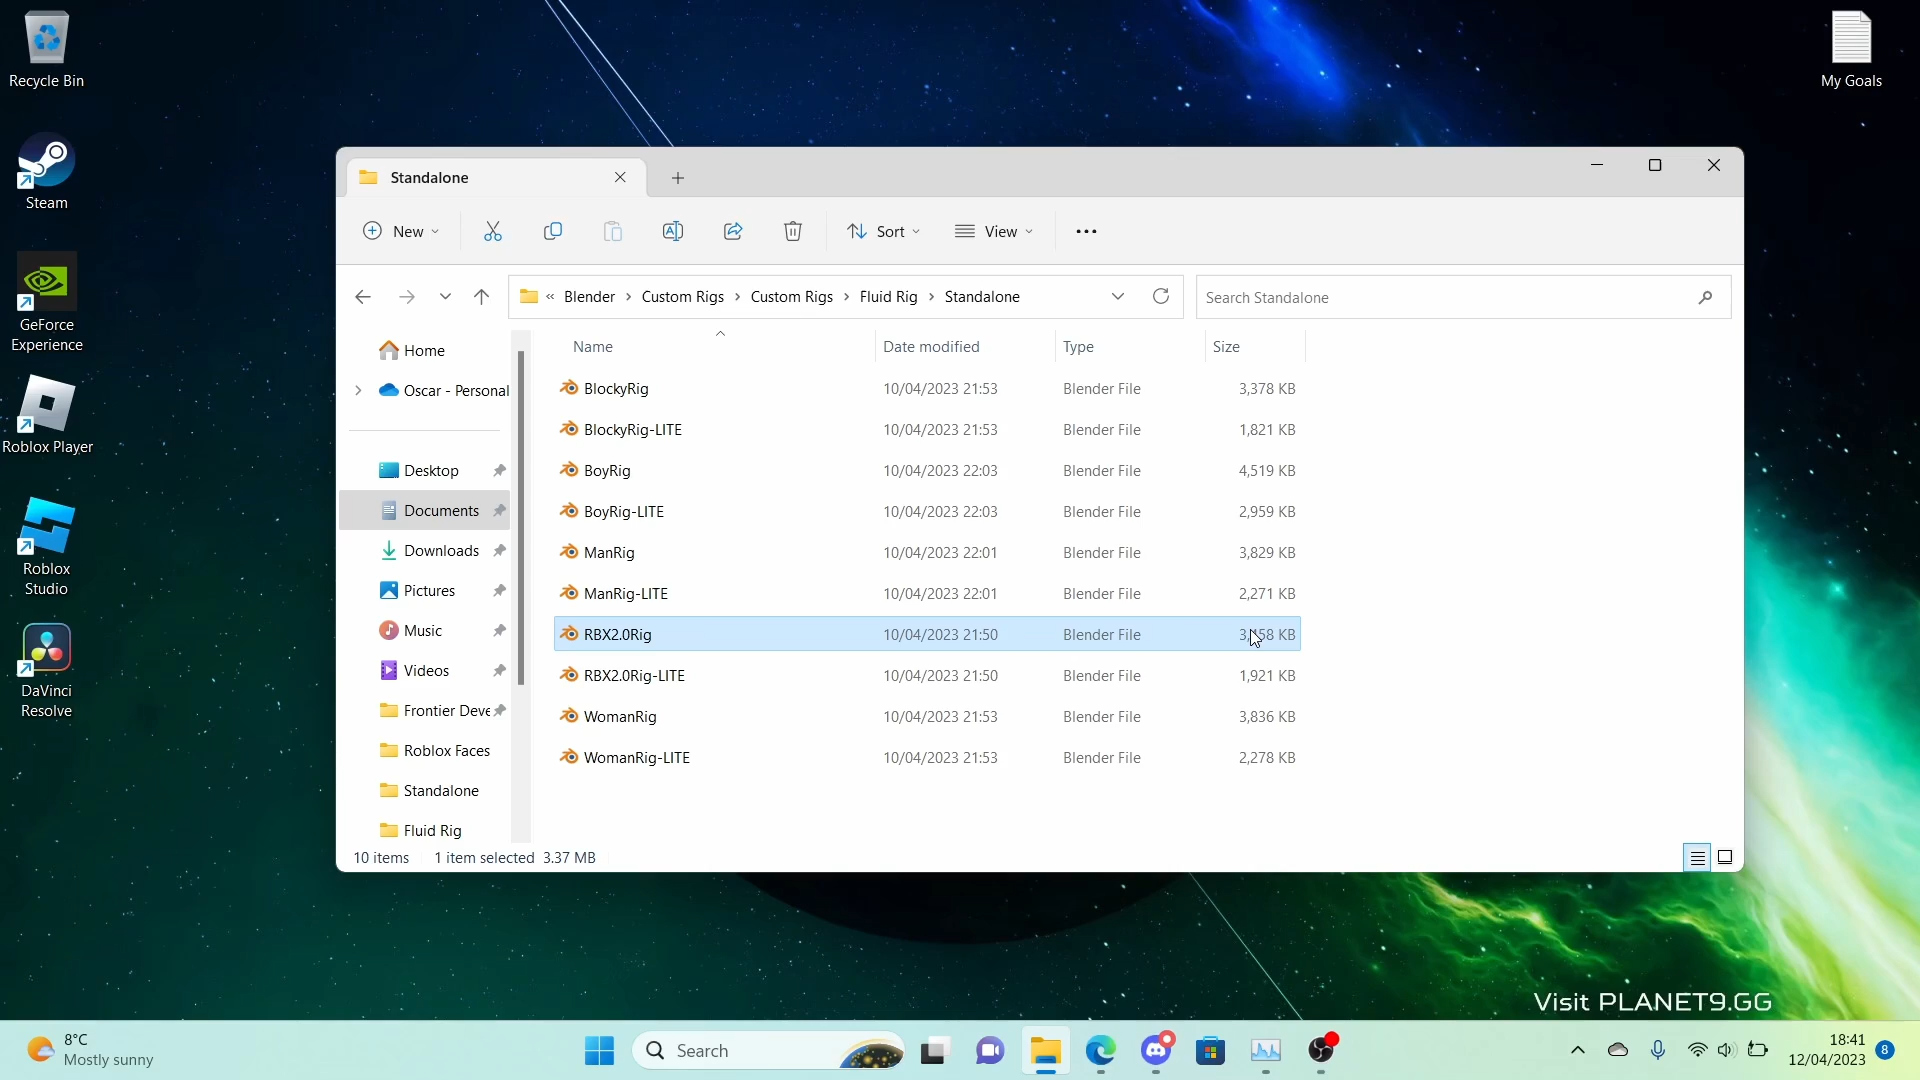 Recycle Bin
Steam
GeForce
Experience
Roblox Player
Roblox
Studio
DaVinci
Resolve
My Goals
Standalone
New
Sort
View
« Blender > Custom Rigs > Custom Rigs > Fluid Rig > Standalone
Search Standalone
Home
Oscar - Personal
Desktop
Documents
Downloads
Pictures
Music
Videos
Frontier Deve
Roblox Faces
Standalone
Fluid Rig
Name Date modified Type Size
BlockyRig 10/04/2023 21:53 Blender File 3,378 KB
BlockyRig-LITE 10/04/2023 21:53 Blender File 1,821 KB
BoyRig 10/04/2023 22:03 Blender File 4,519 KB
BoyRig-LITE 10/04/2023 22:03 Blender File 2,959 KB
ManRig 10/04/2023 22:01 Blender File 3,829 KB
ManRig-LITE 10/04/2023 22:01 Blender File 2,271 KB
RBX2.0Rig 10/04/2023 21:50 Blender File KB
RBX2.0Rig-LITE 10/04/2023 21:50 Blender File 1,921 KB
WomanRig 10/04/2023 21:53 Blender File 3,836 KB
WomanRig-LITE 10/04/2023 21:53 Blender File 2,278 KB
10 items 1 item selected 3.37 MB
Visit PLANET9.GG
8°C
Mostly sunny
Search
18:41
12/04/2023
8